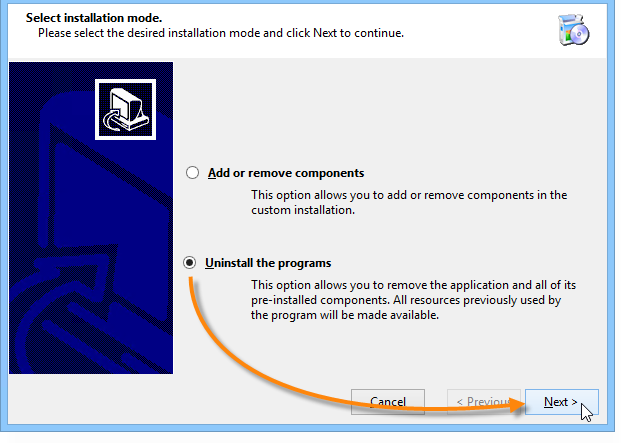 Select installation mode.
Please select the desired installation mode and click Next to continue.
Add or remove components
This option allows you to add or remove components in the
custom installation.
Uninstall the programs
This option allows you to remove the application and all of its
pre-installed components. All resources previously used by
the program will be made available.
Cancel
< Previous
Next >